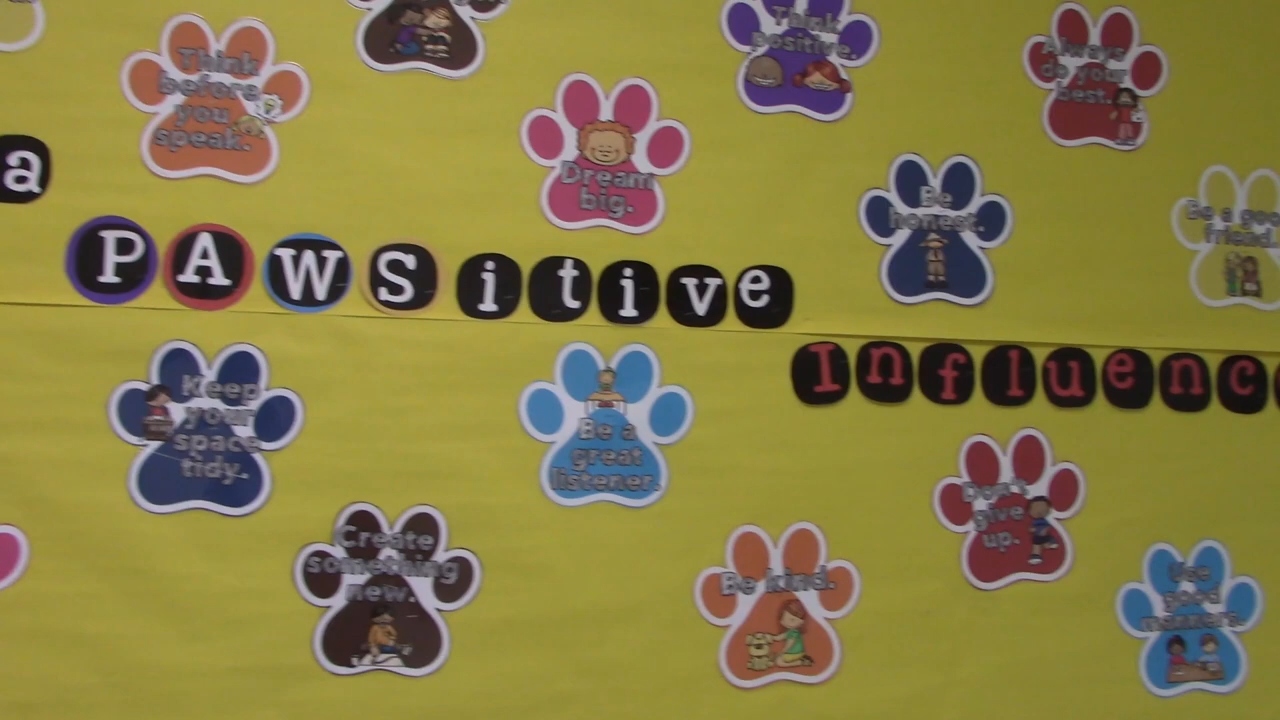 Think
before
you
speak.
Think
positive.
Always
do your
best.
Dream
big.
Be
honest.
Be a good
friend.
a
PAWSitive
Influenc
Keep
your
space
tidy.
Be a
great
listener.
Create
something
new.
Be kind.
Don't
give
up.
Use
good
manners.